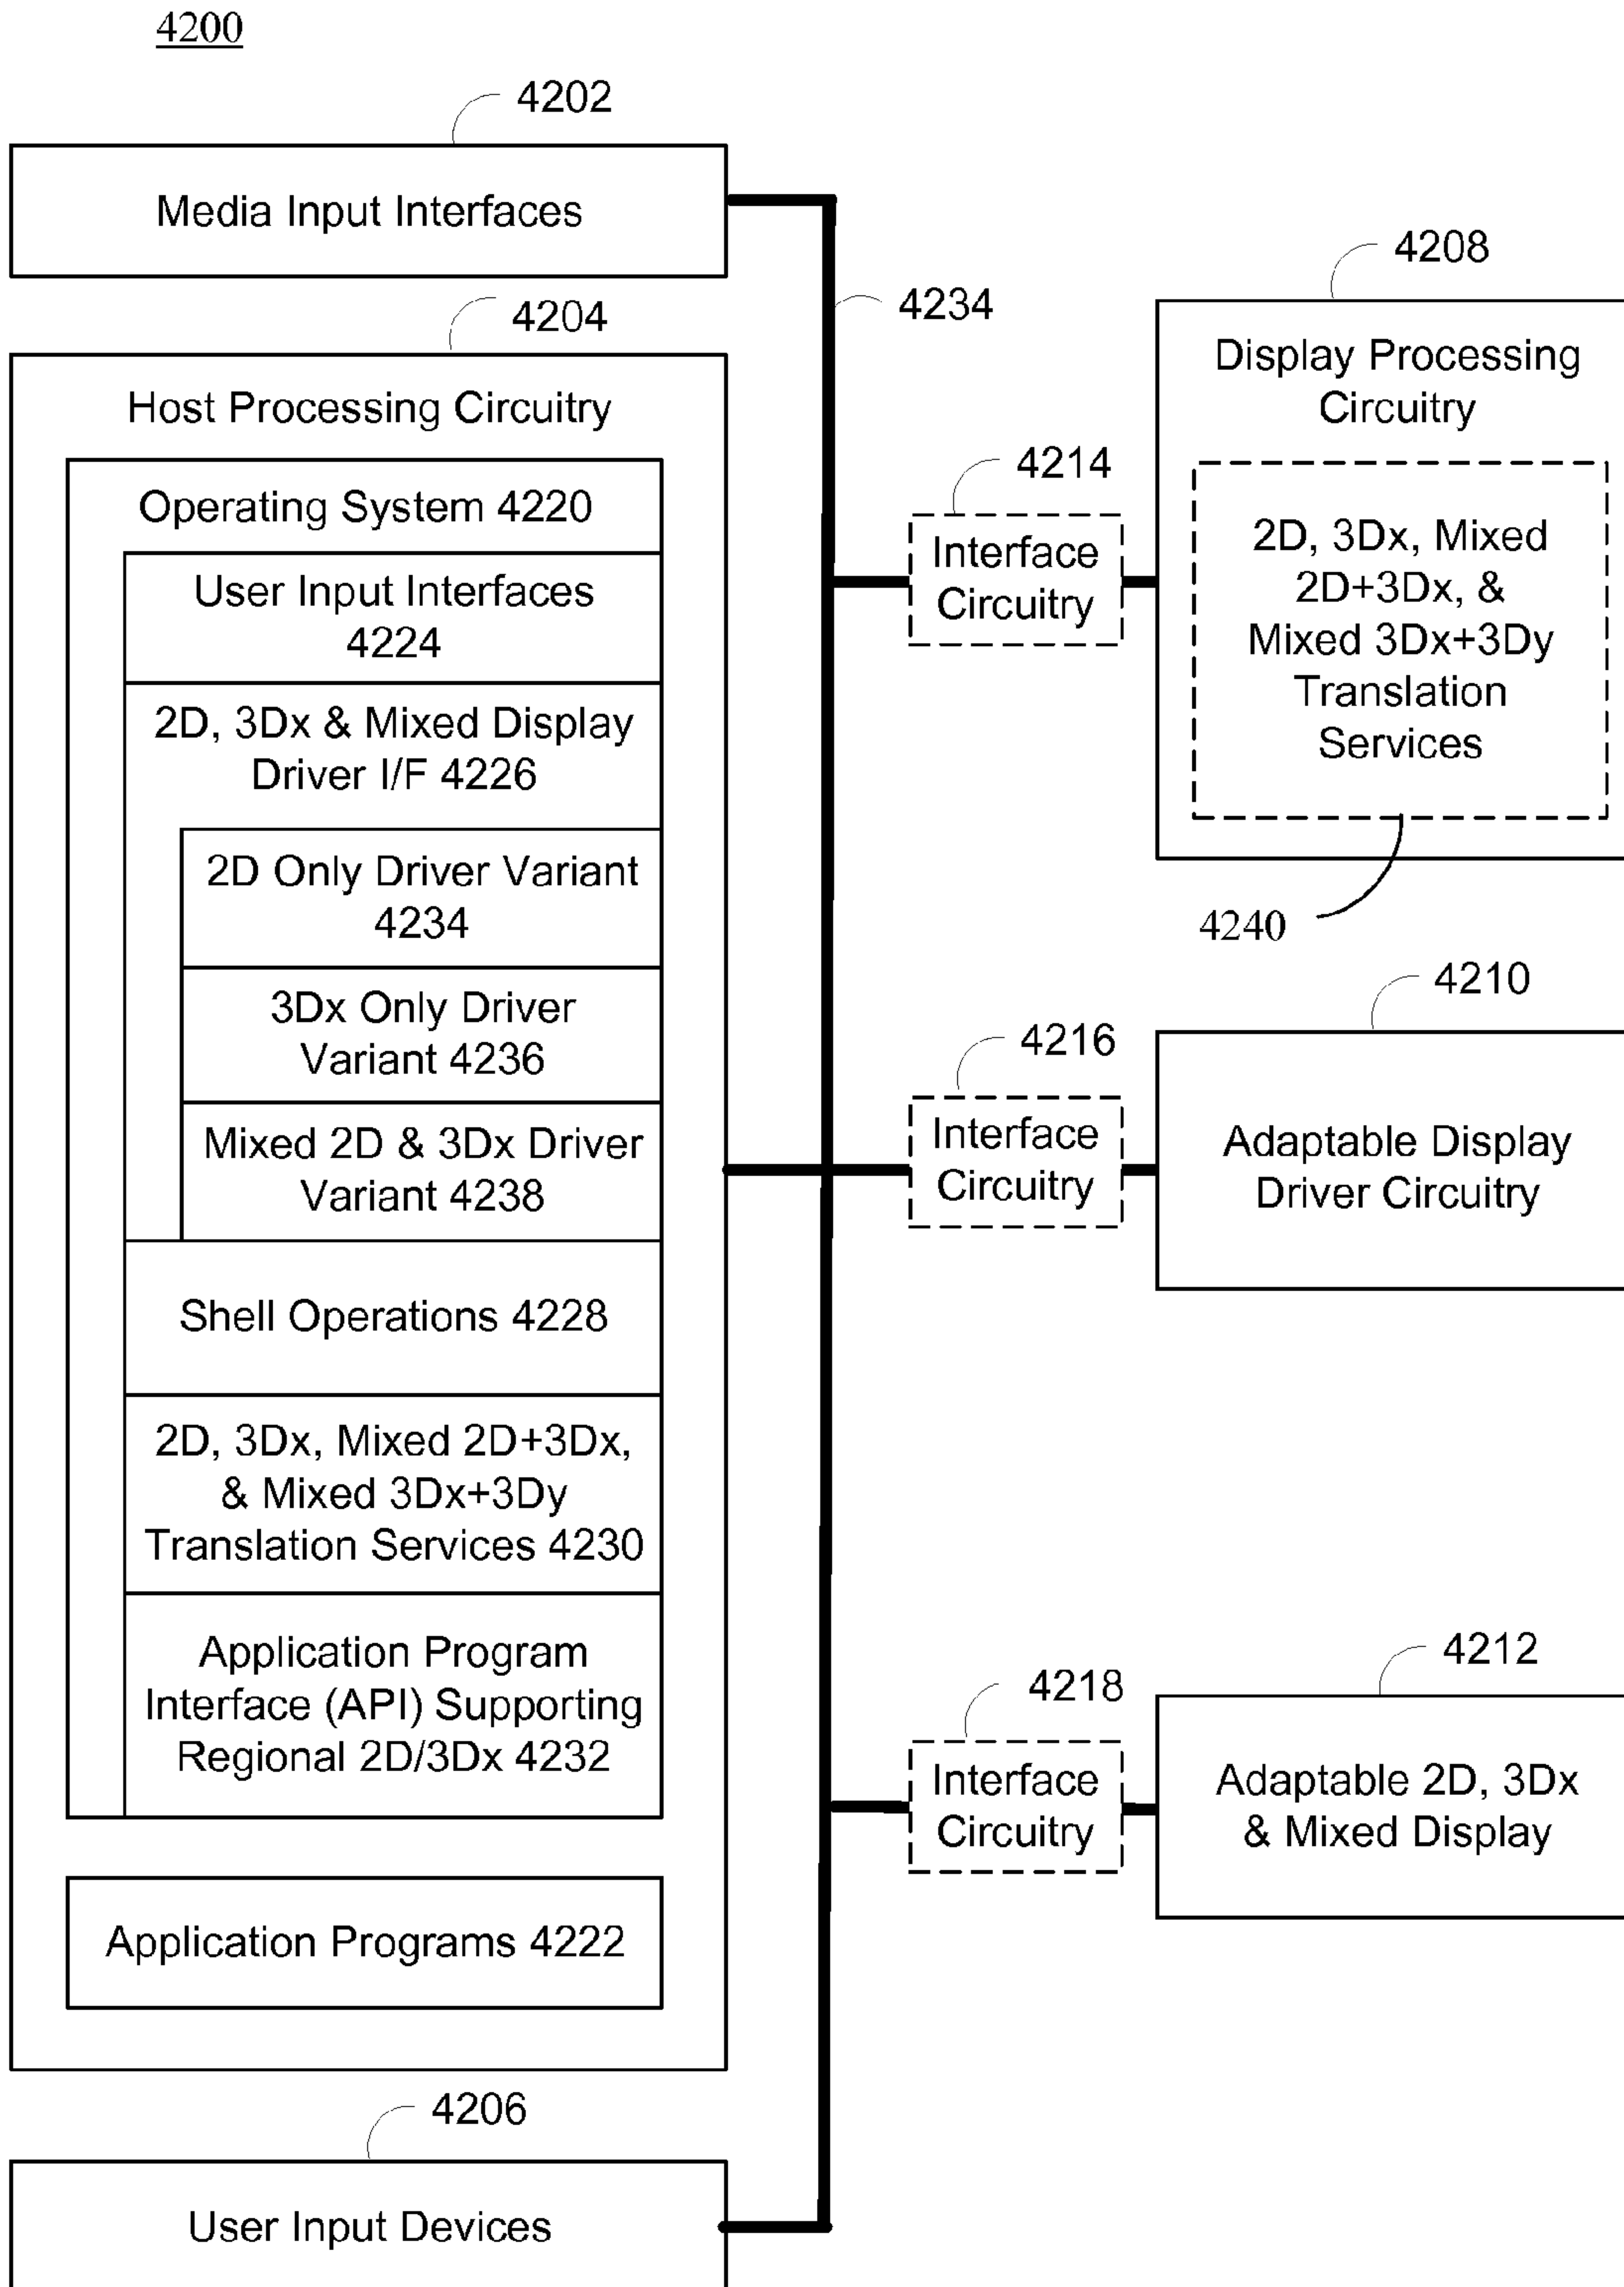 4200
4202
Media Input Interfaces
4204
Host Processing Circuitry
Operating System 4220
User Input Interfaces
4224
2D, 3Dx & Mixed Display
Driver I/F 4226
2D Only Driver Variant
4234
3Dx Only Driver
Variant 4236
Mixed 2D & 3Dx Driver
Variant 4238
Shell Operations 4228
2D, 3Dx, Mixed 2D+3Dx,
& Mixed 3Dx+3Dy
Translation Services 4230
Application Program
Interface (API) Supporting
Regional 2D/3Dx 4232
Application Programs 4222
4206
User Input Devices
4234
4214
Interface
Circuitry
4208
Display Processing
Circuitry
2D, 3Dx, Mixed
2D+3Dx, &
Mixed 3Dx+3Dy
Translation
Services
4240
4216
Interface
Circuitry
4210
Adaptable Display
Driver Circuitry
4218
Interface
Circuitry
4212
Adaptable 2D, 3Dx
& Mixed Display